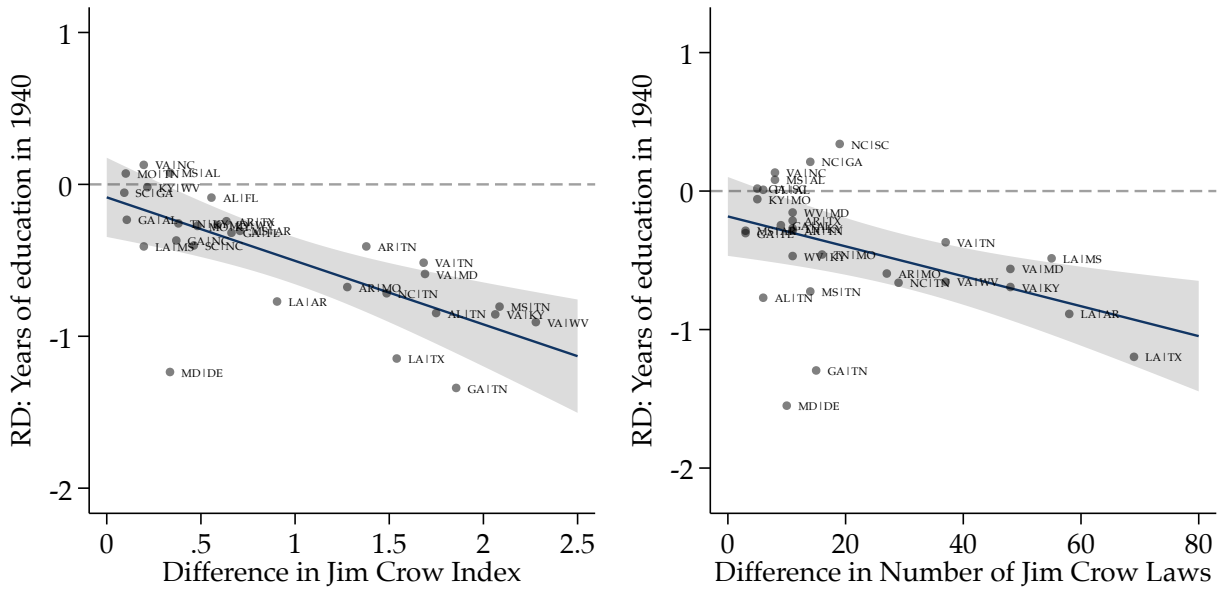 RD: Years of education in 1940
1
0
-1
-2
VA|NC
MO|TN
MS|AL
KY|WV
SC|GA
AL|FL
GA|AL
AR|TX
GA|NC
SC|NC
LA|MS
AR|TN
VA|TN
VA|MD
AR|MO
NC|TN
LA|AR
MS|TN
AL|TN
VA|KY
VA|WV
LA|TX
MD|DE
GA|TN
0
.5
1
1.5
2
2.5
Difference in Jim Crow Index
RD: Years of education in 1940
1
0
-1
-2
NC|SC
NC|GA
VA|NC
MS|AL
KY|MO
WV|MD
AR|TX
VA|TN
WV|KY
TN|MO
LA|MS
VA|MD
AR|MO
NC|TN
VA|WV
VA|KY
MS|TN
AL|TN
LA|AR
LA|TX
GA|TN
MD|DE
0
20
40
60
80
Difference in Number of Jim Crow Laws